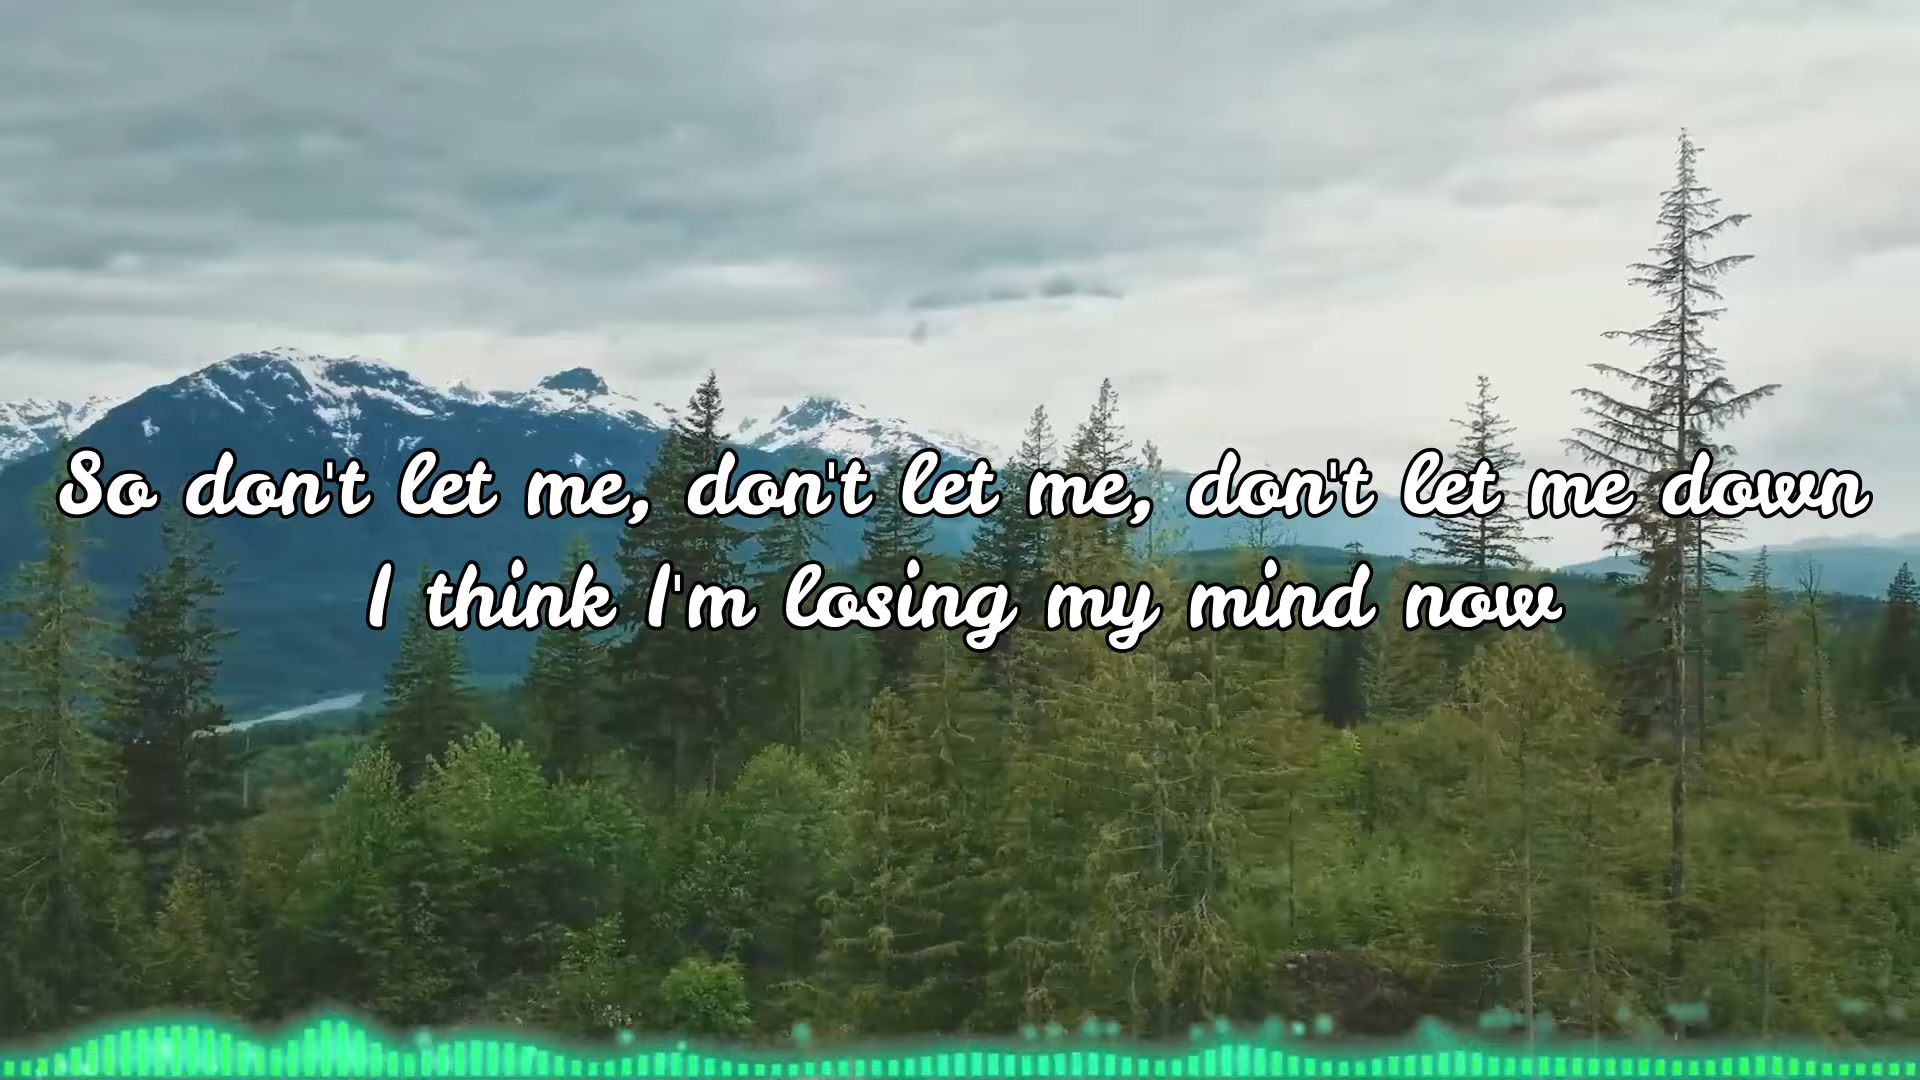 So don't let me, don't let me, don't let me down
I think I'm losing my mind now